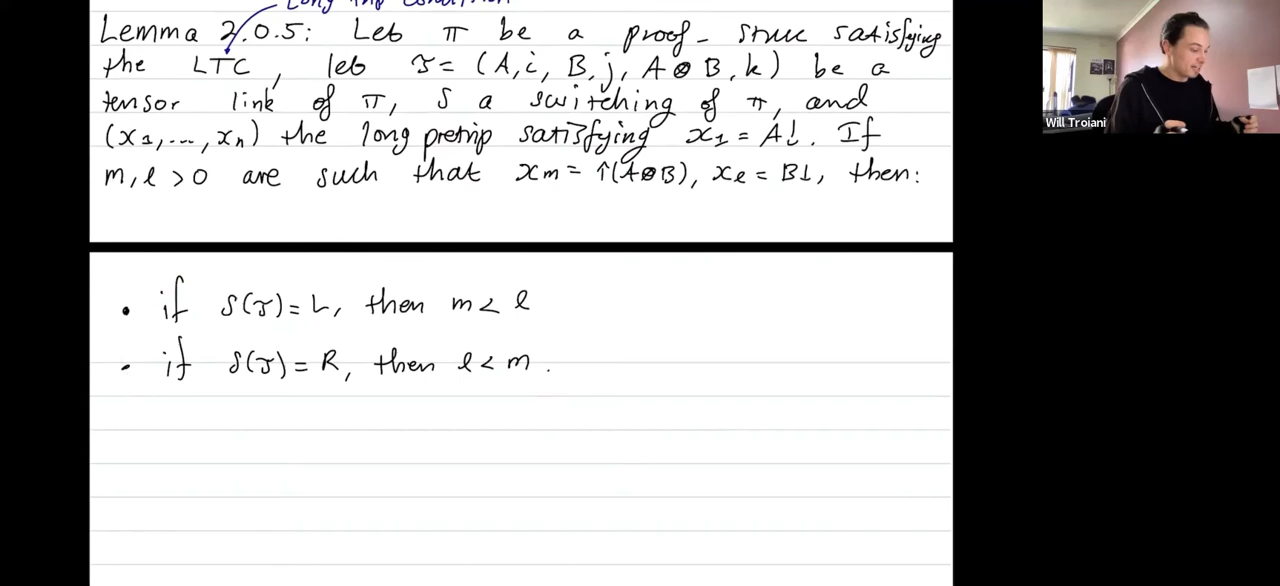 Long trip condition
Lemma 2.0.5: Let π be a proof-struc satisfying
the LTC, let τ = (A, i, B, j, A ⊗ B, k) be a
tensor link of π, S a switching of π, and
(x₁, ..., xₙ) the long pretrip satisfying x₁ = A↓. If
m, l > 0 are such that xₘ = ↑(A⊗B), xₗ = B↓, then:
• if S(τ) = L, then m < l
• if S(τ) = R, then l < m.
Will Troiani